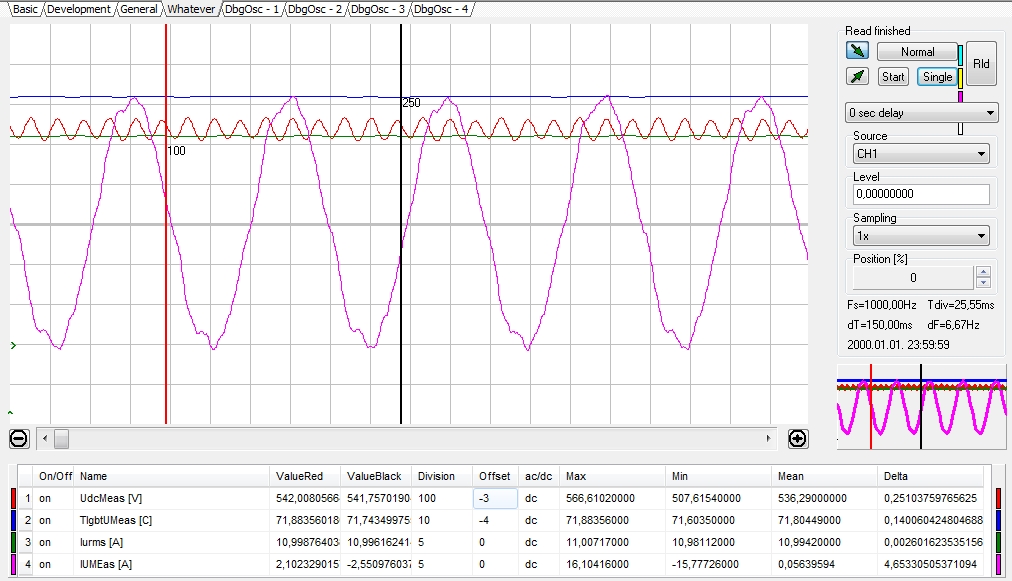 Basic Development General Whatever DbgOsc - 1 DbgOsc - 2 DbgOsc - 3 DbgOsc - 4
Read finished
Normal
Rld
Start Single
0 sec delay
Source
CH1
Level
0,00000000
Sampling
1x
Position [%]
0
Fs=1000,00Hz Tdiv=25,55ms
dT=150,00ms dF=6,67Hz
2000.01.01. 23:59:59
250
100
On/Off Name ValueRed ValueBlack Division Offset ac/dc Max Min Mean Delta
1 on UdcMeas [V] 542,0080566 541,7570190 100 -3 dc 566,61020000 507,61540000 536,29000000 0,25103759765625
2 on TIgbtUMeas [C] 71,88356018 71,74349975 10 -4 dc 71,88356000 71,60350000 71,80449000 0,140060424804688
3 on Iurms [A] 10,99876403 10,99616241 5 0 dc 11,00717000 10,98112000 10,99420000 0,002601623535156
4 on IUMEas [A] 2,102329015 -2,550976037 5 0 dc 16,10416000 -15,77726000 0,05639594 4,65330505371094